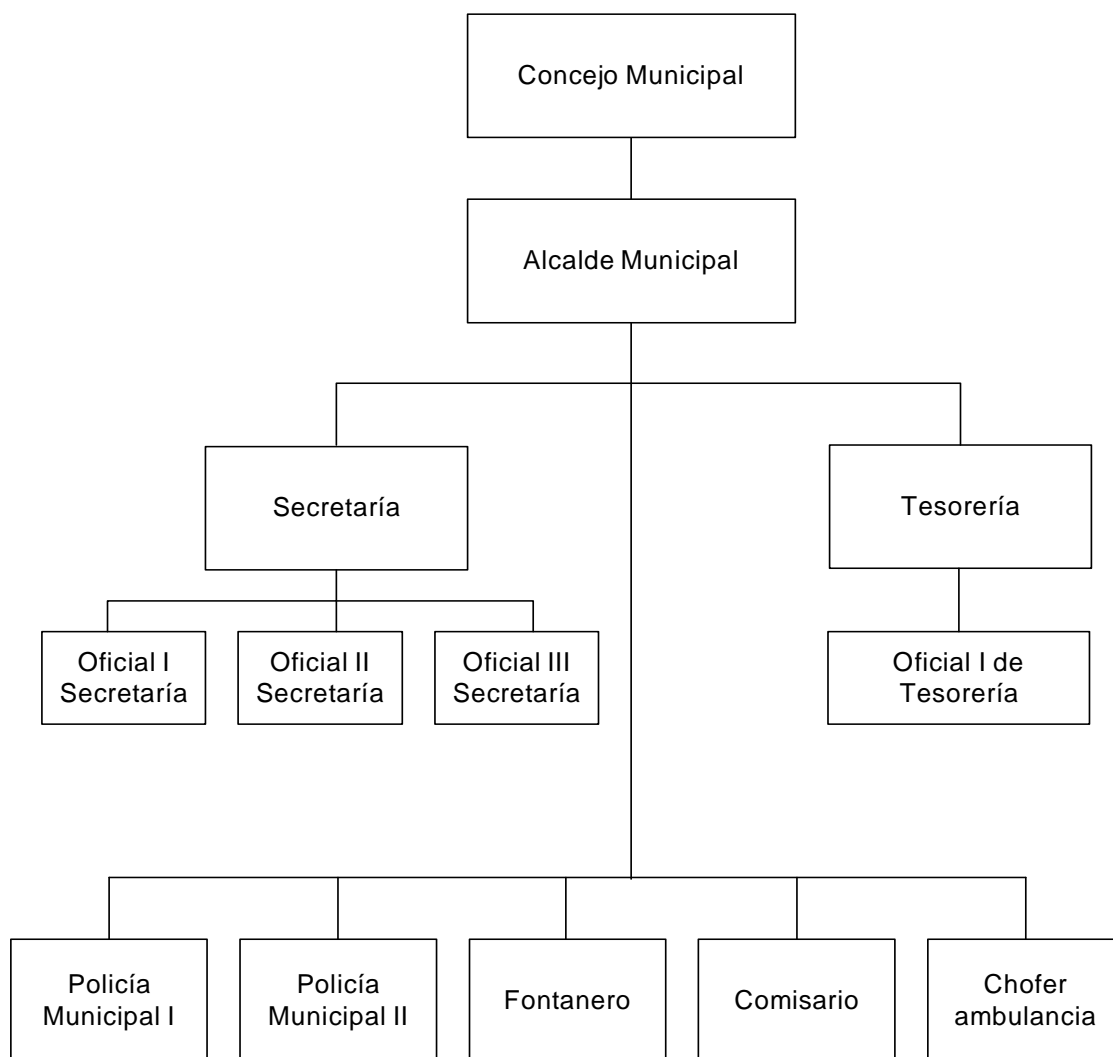 Concejo Municipal
Alcalde Municipal
Secretaría
Tesorería
Oficial I
Secretaría
Oficial II
Secretaría
Oficial III
Secretaría
Oficial I de
Tesorería
Policía
Municipal I
Policía
Municipal II
Fontanero
Comisario
Chofer
ambulancia